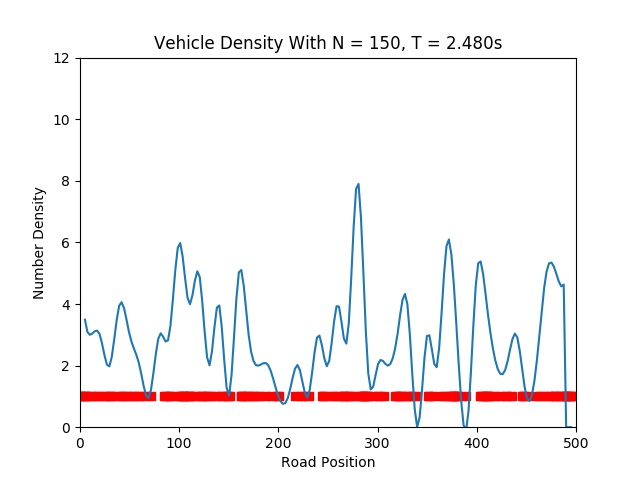 Vehicle Density With N = 150, T = 2.480s
12
10
8
6
4
2
0
Number Density
0 100 200 300 400 500
Road Position